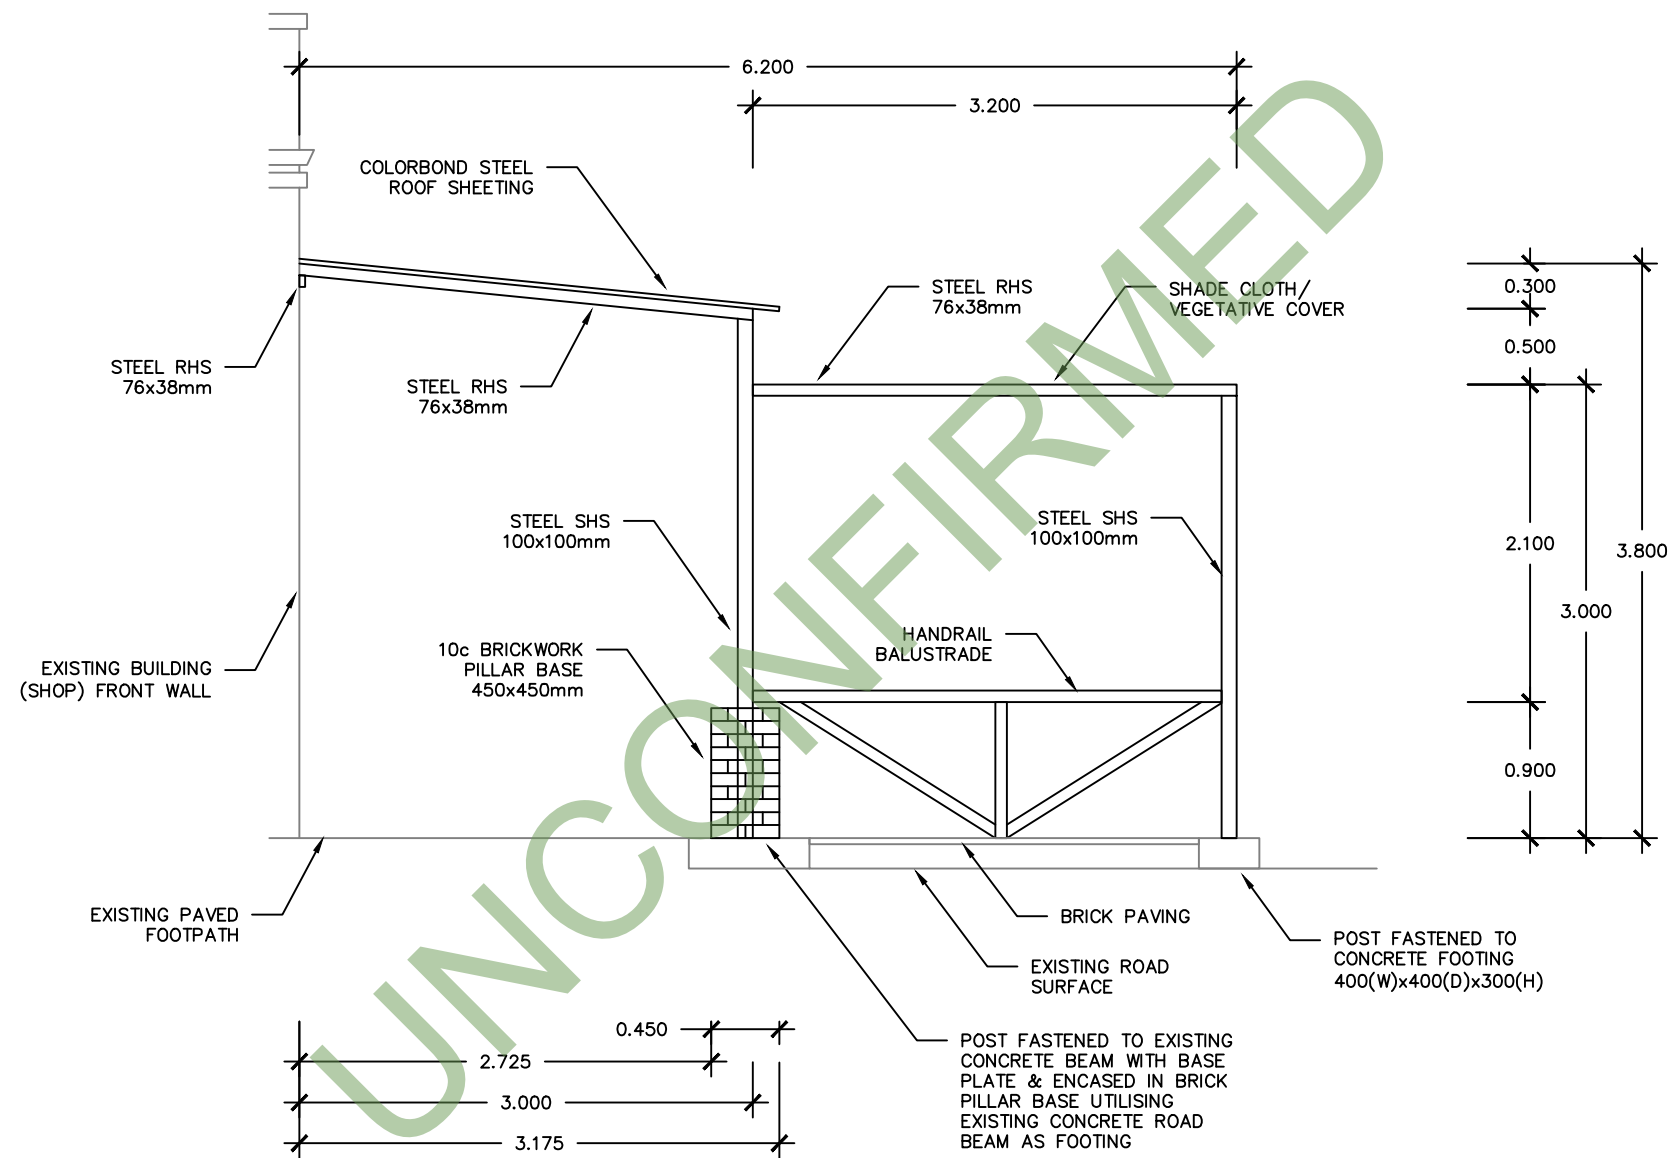 6.200
3.200
COLORBOND STEEL
ROOF SHEETING
STEEL RHS
76x38mm
SHADE CLOTH/
VEGETATIVE COVER
0.300
0.500
STEEL RHS
76x38mm
STEEL RHS
76x38mm
STEEL SHS
100x100mm
STEEL SHS
100x100mm
2.100
3.800
3.000
HANDRAIL
BALUSTRADE
10c BRICKWORK
PILLAR BASE
450x450mm
EXISTING BUILDING
(SHOP) FRONT WALL
0.900
EXISTING PAVED
FOOTPATH
BRICK PAVING
EXISTING ROAD
SURFACE
POST FASTENED TO
CONCRETE FOOTING
400(W)x400(D)x300(H)
0.450
2.725
3.000
3.175
POST FASTENED TO EXISTING
CONCRETE BEAM WITH BASE
PLATE & ENCASED IN BRICK
PILLAR BASE UTILISING
EXISTING CONCRETE ROAD
BEAM AS FOOTING
UNCONFIRMED